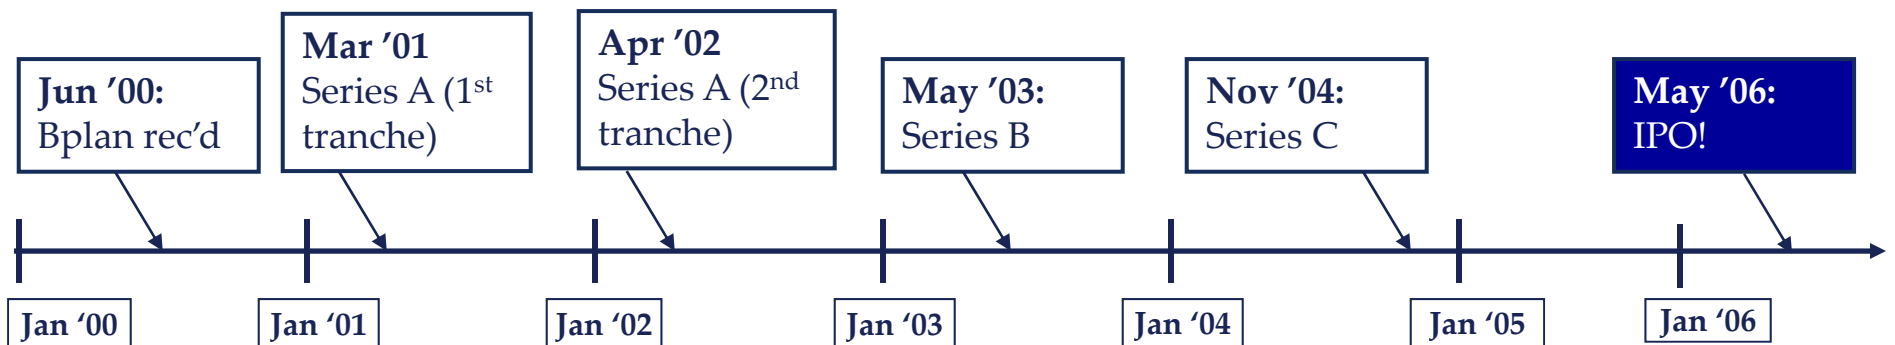 Jun ’00:
Bplan rec’d
Mar ’01
Series A (1st
tranche)
Apr ’02
Series A (2nd
tranche)
May ’03:
Series B
Nov ’04:
Series C
May ’06:
IPO!
Jan ‘00
Jan ‘01
Jan ‘02
Jan ‘03
Jan ‘04
Jan ‘05
Jan ‘06